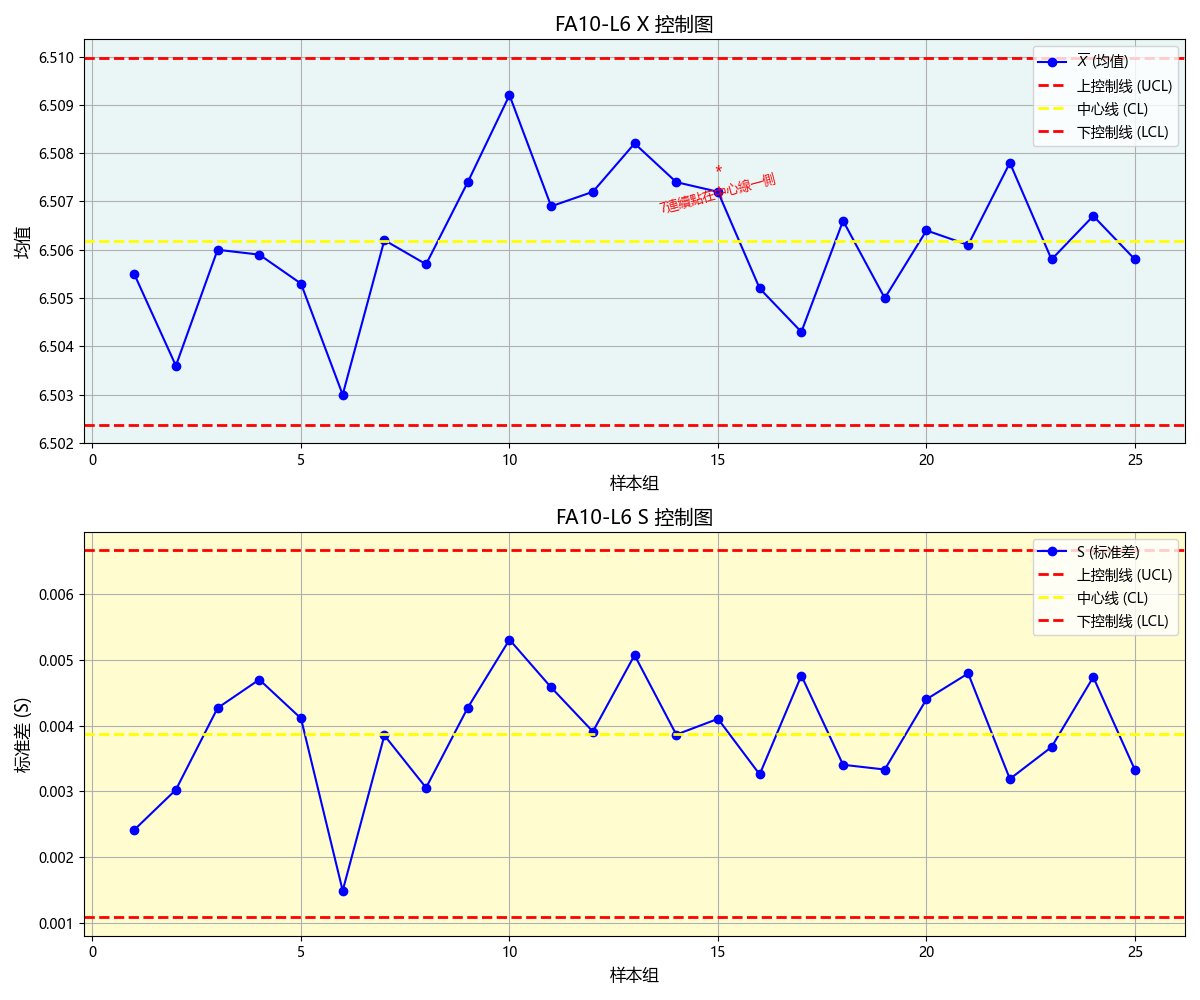 FA10-L6 X 控制图
6.510
6.509
6.508
6.507
6.506
6.505
6.504
6.503
6.502
均值
X̅ (均值)
上控制线 (UCL)
中心线 (CL)
下控制线 (LCL)
*
7連續點在中心線一側
0
5
10
15
20
25
样本组
FA10-L6 S 控制图
0.006
0.005
0.004
0.003
0.002
0.001
标准差 (S)
S (标准差)
上控制线 (UCL)
中心线 (CL)
下控制线 (LCL)
0
5
10
15
20
25
样本组